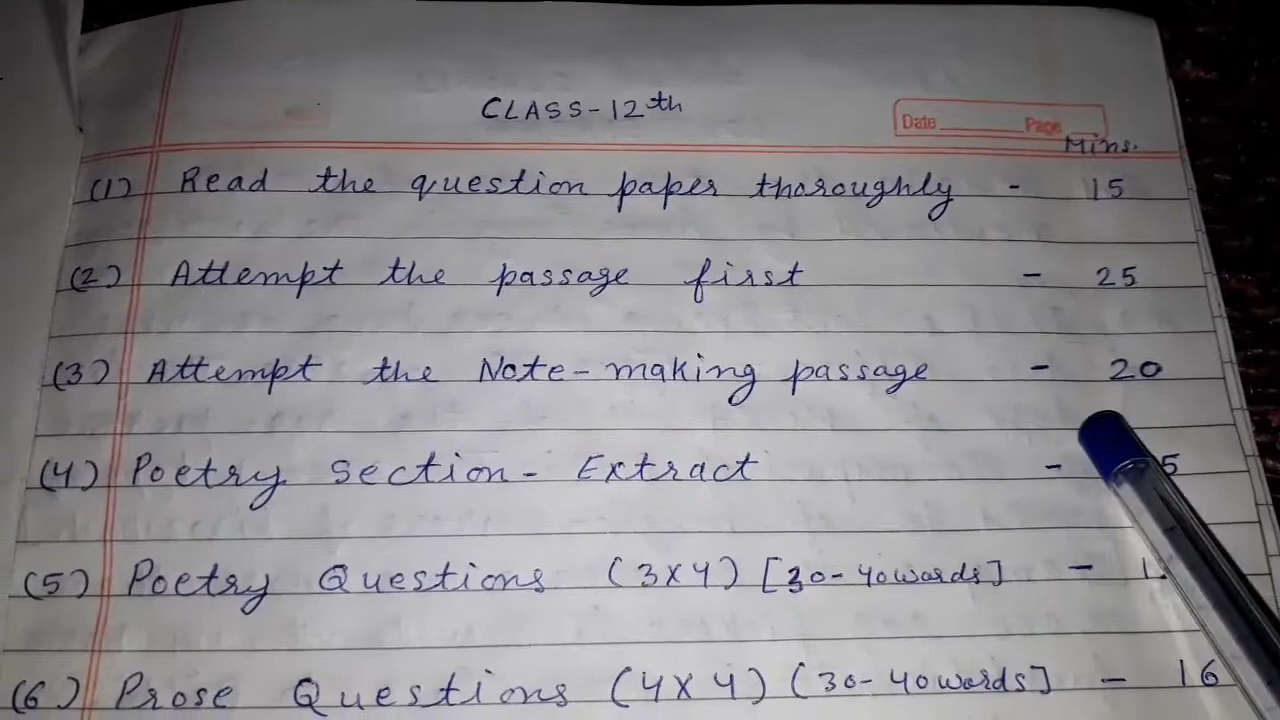 CLASS-12th
Date Page
Mins.
(1) Read the question paper thoroughly - 15
(2) Attempt the passage first - 25
(3) Attempt the Note-making passage - 20
(4) Poetry Section - Extract -
(5) Poetry Questions (3x4) [30-40words] -
(6) Prose Questions (4x4) (30-40words] - 16